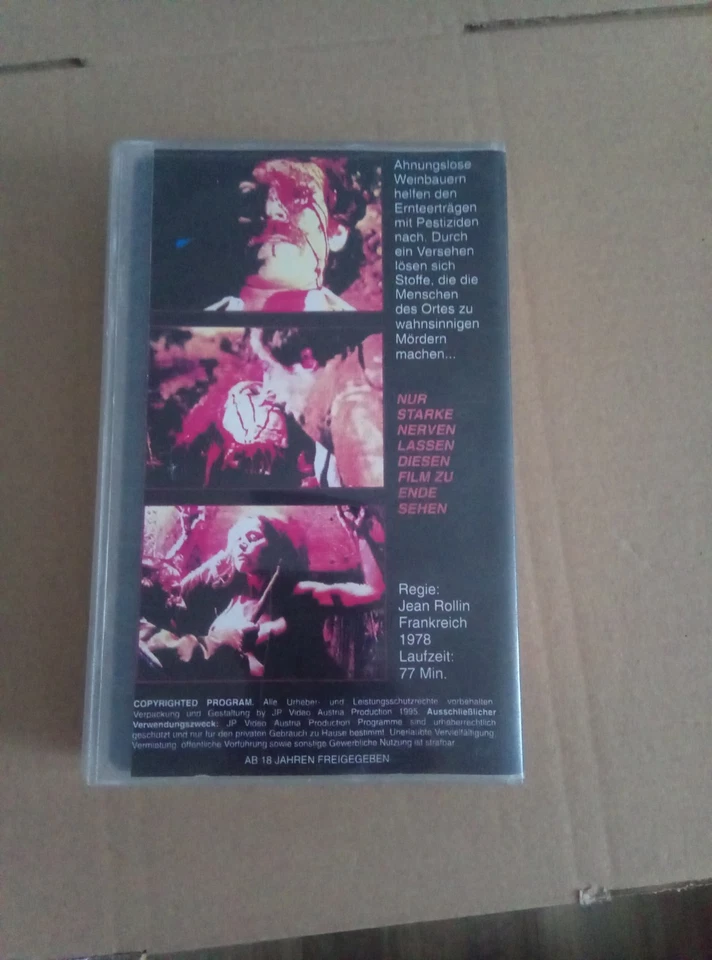 Ahnungslose
Weinbauern
helfen den
Ernteerträgen
mit Pestiziden
nach. Durch
ein Versehen
lösen sich
Stoffe, die die
Menschen
des Ortes zu
wahnsinnigen
Mördern
machen...
NUR
STARKE
NERVEN
LASSEN
DIESEN
FILM ZU
ENDE
SEHEN
Regie:
Jean Rollin
Frankreich
1978
Laufzeit:
77 Min.
COPYRIGHTED PROGRAM. Alle Urheber- und Leistungsschutzrechte vorbehalten.
Verpackung und Gestaltung by JP Video Austria Production 1995. Ausschließlicher
Verwendungszweck: JP Video Austria Production Programme sind urheberrechtlich
geschützt und nur für den privaten Gebrauch zu Hause bestimmt. Unerlaubte Vervielfältigung,
Vermietung, öffentliche Vorführung sowie sonstige Gewerbliche Nutzung ist strafbar.
AB 18 JAHREN FREIGEGEBEN